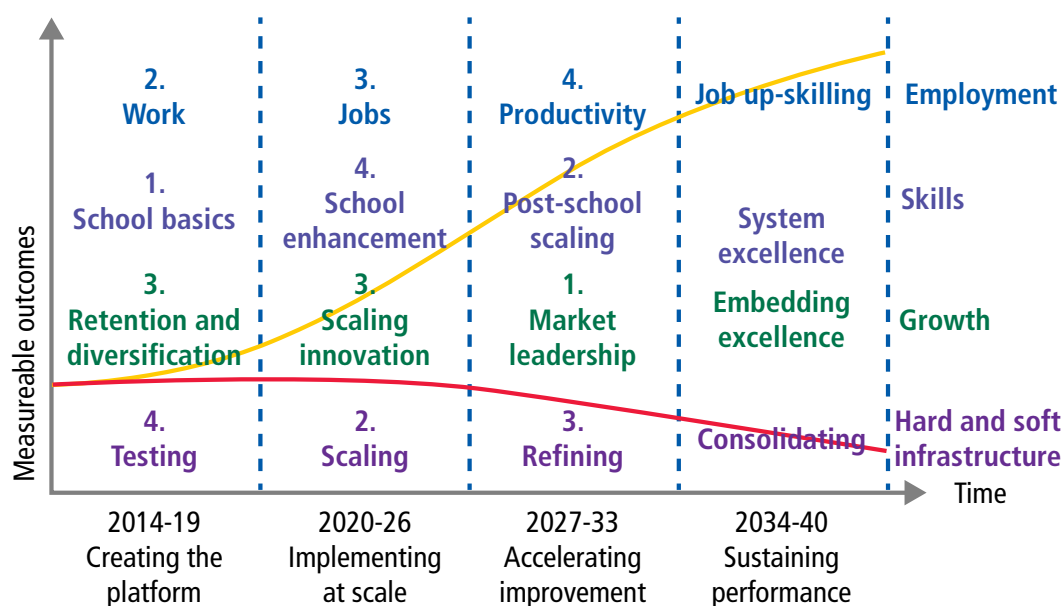 Measureable outcomes
2.
Work
3.
Jobs
4.
Productivity
Job up-skilling
Employment
1.
School basics
4.
School
enhancement
2.
Post-school
scaling
System
excellence
Skills
3.
Retention and
diversification
3.
Scaling
innovation
1.
Market
leadership
Embedding
excellence
Growth
4.
Testing
2.
Scaling
3.
Refining
Consolidating
Hard and soft
infrastructure
Time
2014-19
Creating the
platform
2020-26
Implementing
at scale
2027-33
Accelerating
improvement
2034-40
Sustaining
performance